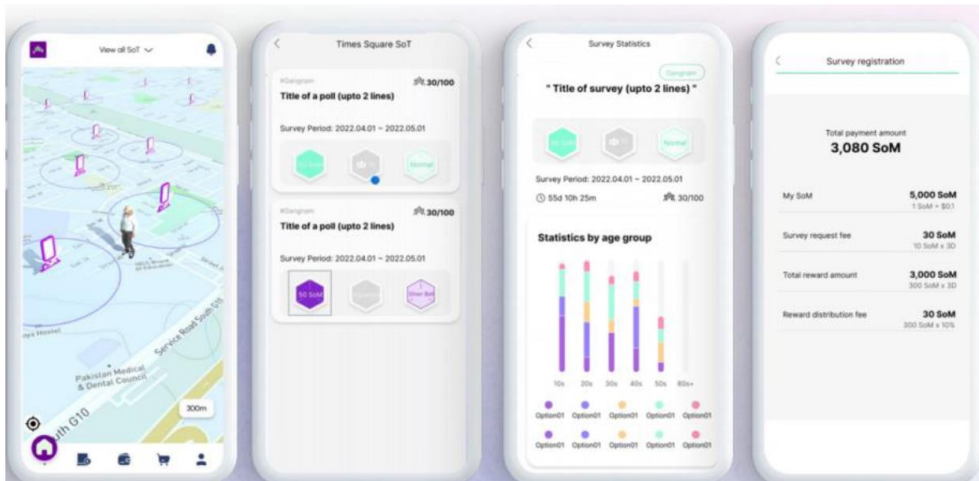 View all SoT
Pakistan Medical
& Dental Council
Service Road South G10
300m
Times Square SoT
#Gangnam
30/100
Title of a poll (upto 2 lines)
Survey Period: 2022.04.01 ~ 2022.05.01
Normal
#Gangnam
30/100
Title of a poll (upto 2 lines)
Survey Period: 2022.04.01 ~ 2022.05.01
50 SoM
Survey Statistics
Gangnam
" Title of survey (upto 2 lines) "
Normal
Survey Period: 2022.04.01 ~ 2022.05.01
55d 10h 25m
30/100
Statistics by age group
10s 20s 30s 40s 50s 60s+
Option01 Option01 Option01 Option01 Option01
Option01 Option01 Option01 Option01 Option01
Survey registration
Total payment amount
3,080 SoM
My SoM
5,000 SoM
1 SoM = $0.1
Survey request fee
30 SoM
10 SoM x 3D
Total reward amount
3,000 SoM
300 SoM x 3D
Reward distribution fee
30 SoM
300 SoM x 10%